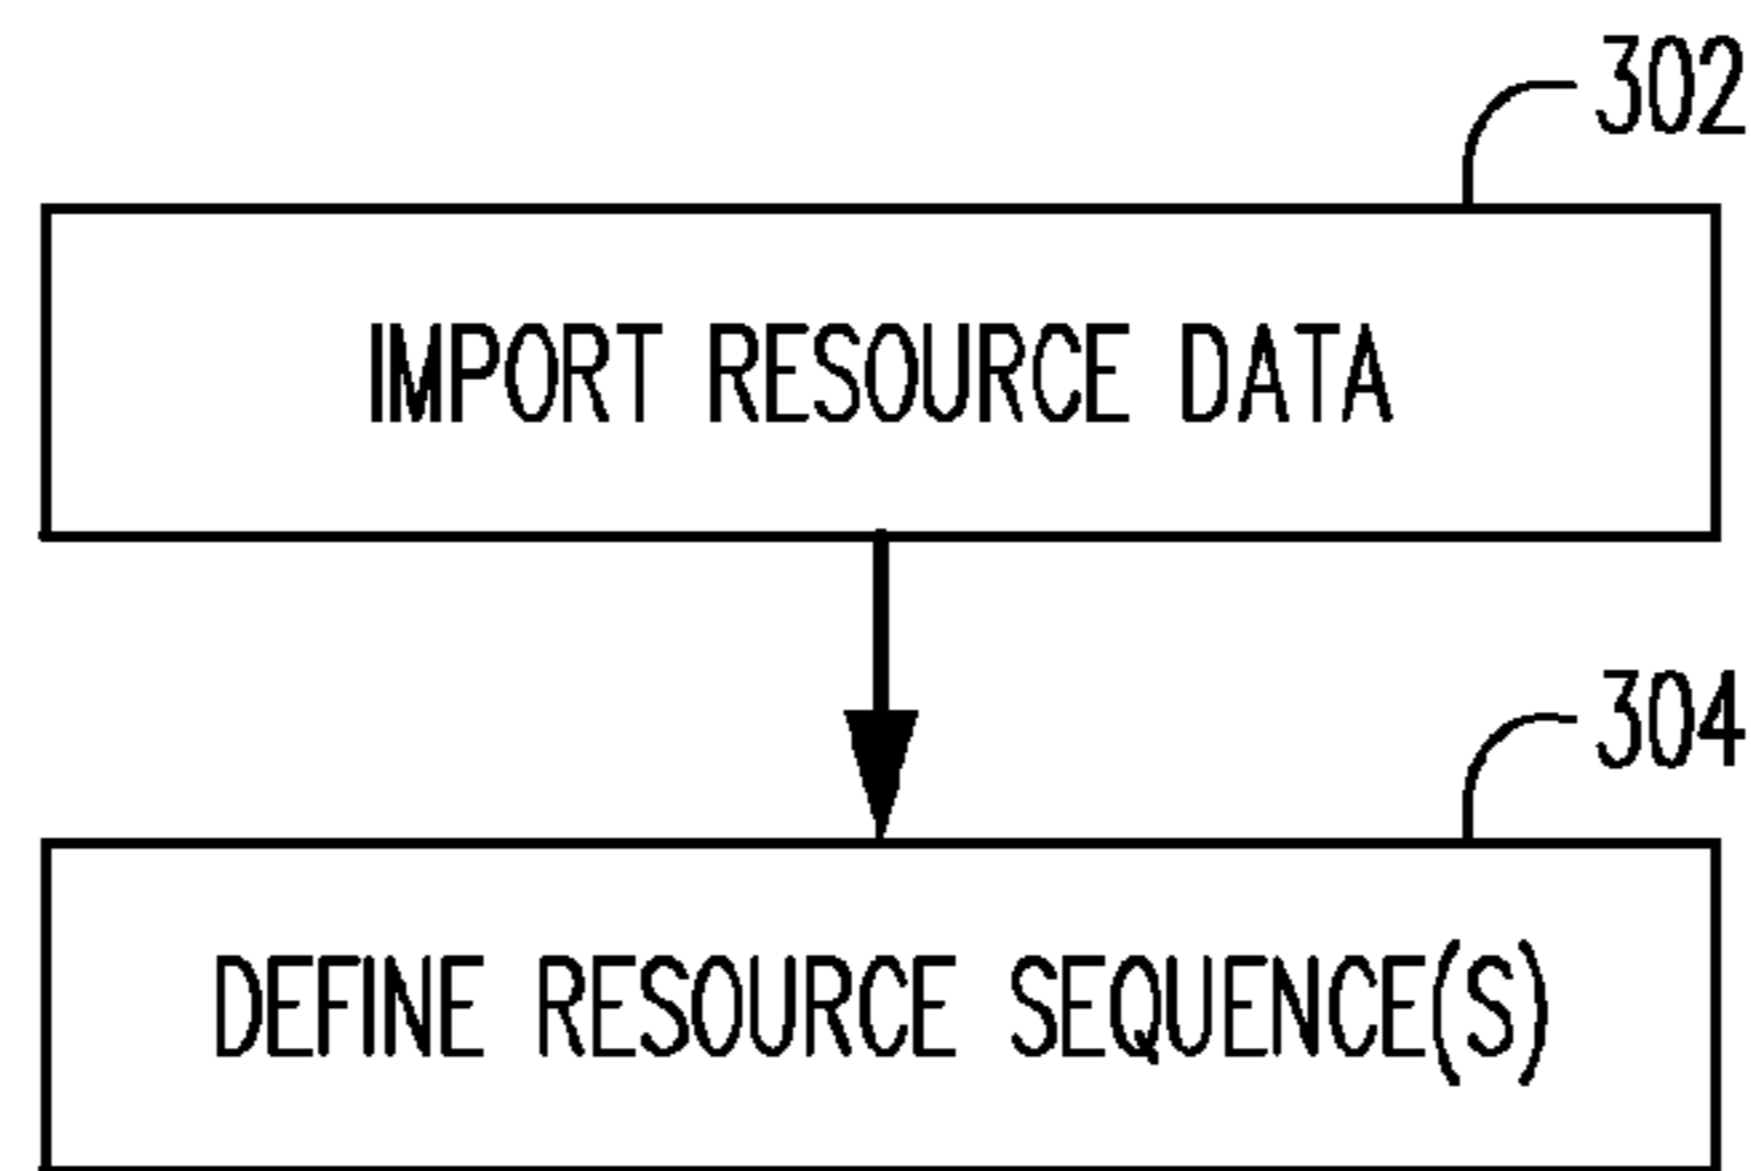 302
IMPORT RESOURCE DATA
304
DEFINE RESOURCE SEQUENCE(S)